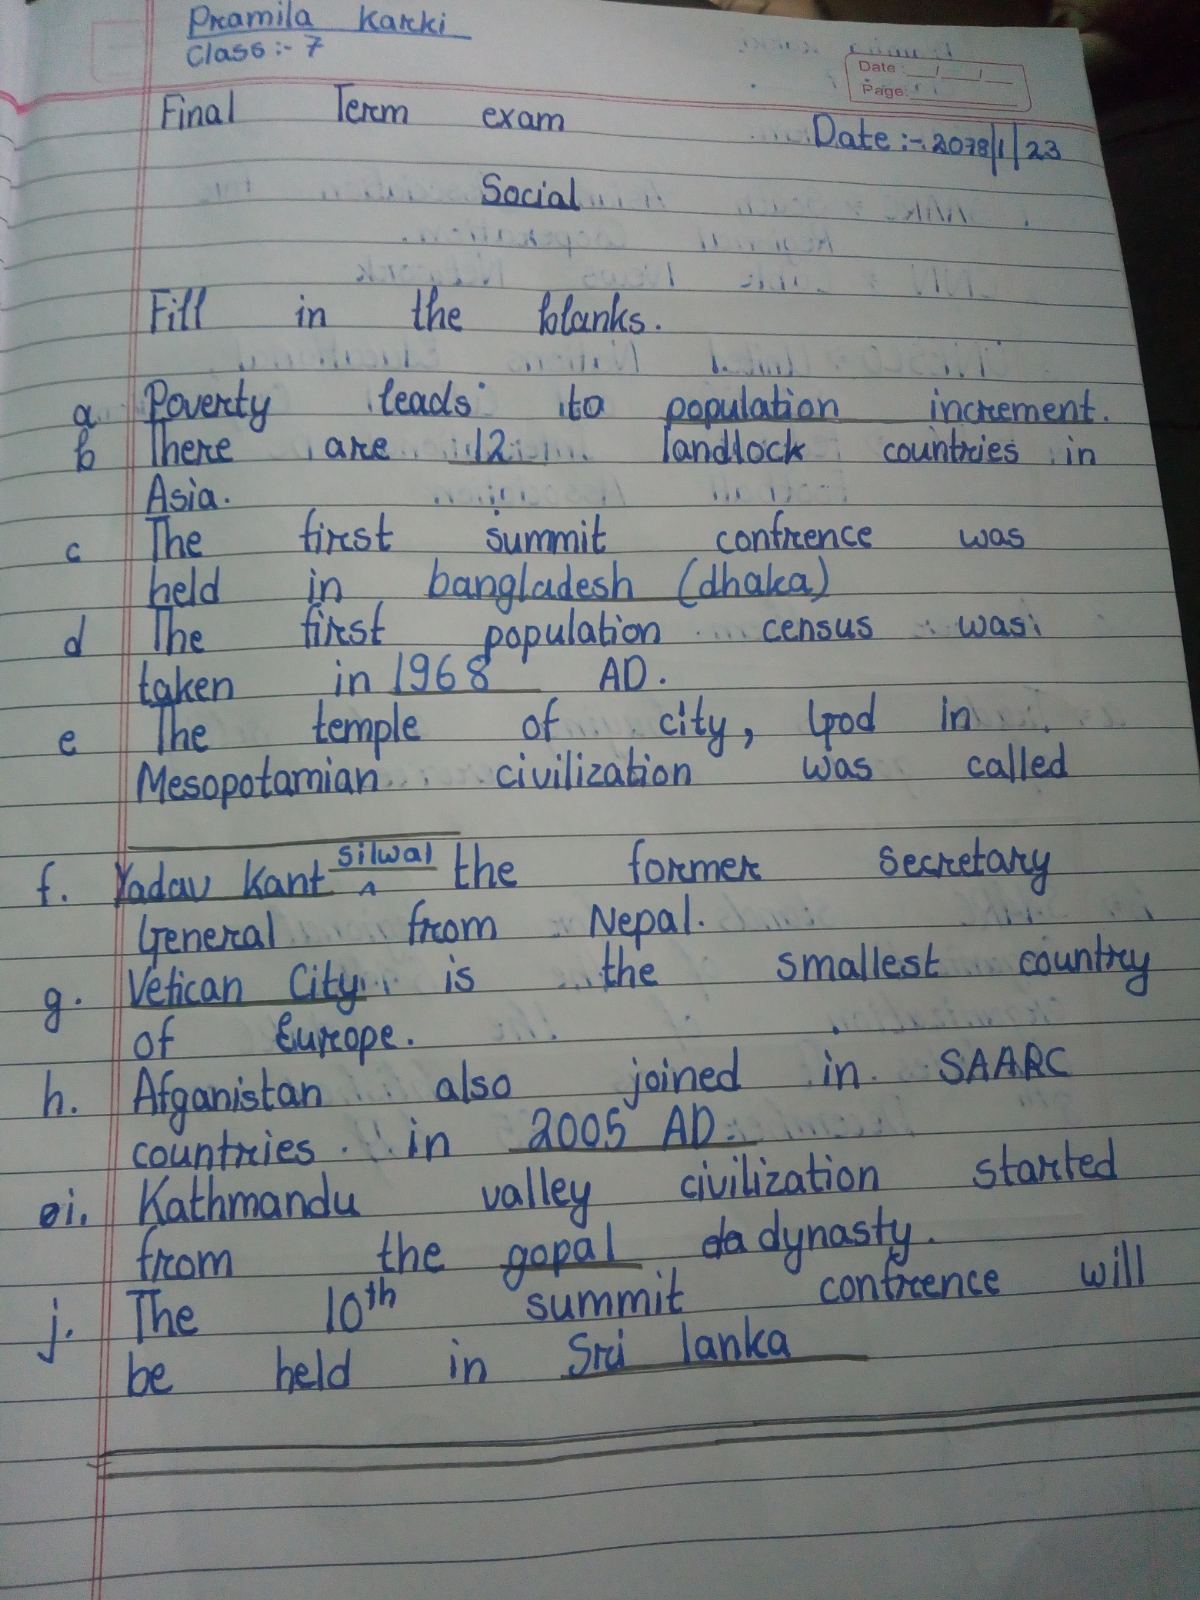 Pramila Karki
Class :- 7
Date : / /
Page:
Final Term exam
Date :- 2078/1/23
Social
Fill in the blanks.
a Poverty leads to population increment.
b There are 12 landlock countries in
Asia.
c The first summit confrence was
held in bangladesh (dhaka)
d The first population census was
taken in 1968 AD.
e The temple of city, God in
Mesopotamian civilization was called
f. Yadav Kant Silwal the former secretary
General from Nepal.
g. Vetican City is the smallest country
of Europe.
h. Afganistan also joined in SAARC
countries in 2005 AD.
i. Kathmandu valley civilization started
from the gopal dynasty.
j. The 10th summit confrence will
be held in Sri lanka